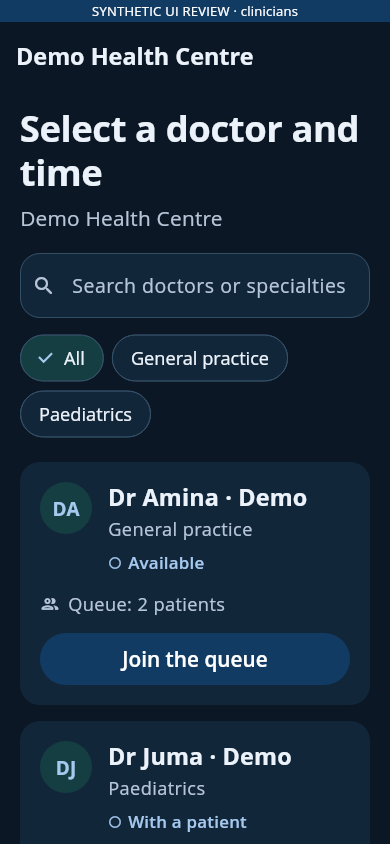 SYNTHETIC UI REVIEW · clinicians
Demo Health Centre
Select a doctor and
time
Demo Health Centre
Search doctors or specialties
All
General practice
Paediatrics
DA
Dr Amina · Demo
General practice
Available
Queue: 2 patients
Join the queue
DJ
Dr Juma · Demo
Paediatrics
With a patient